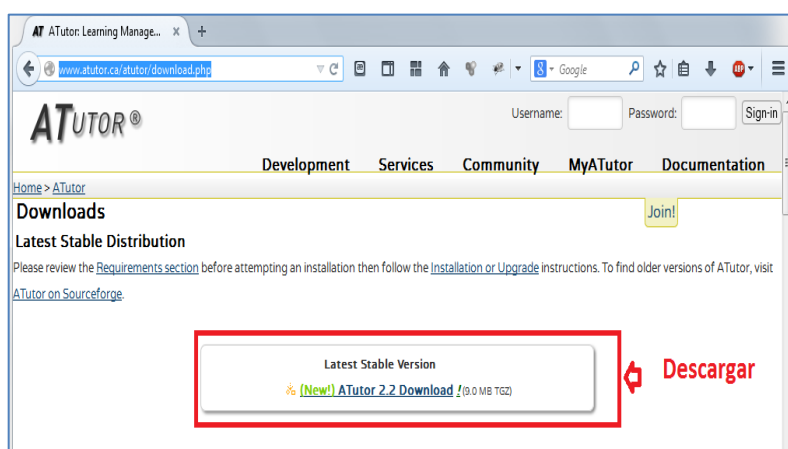 AT ATutor: Learning Manage... x +
www.atutor.ca/atutor/download.php
8 Google
ABP
ATUTOR ®
Username: Password: Sign-in
Development Services Community MyATutor Documentation
Home > ATutor
Downloads
Join!
Latest Stable Distribution
Please review the Requirements section before attempting an installation then follow the Installation or Upgrade instructions. To find older versions of ATutor, visit
ATutor on Sourceforge.
Latest Stable Version
(New!) ATutor 2.2 Download ! (9.0 MB TGZ)
Descargar